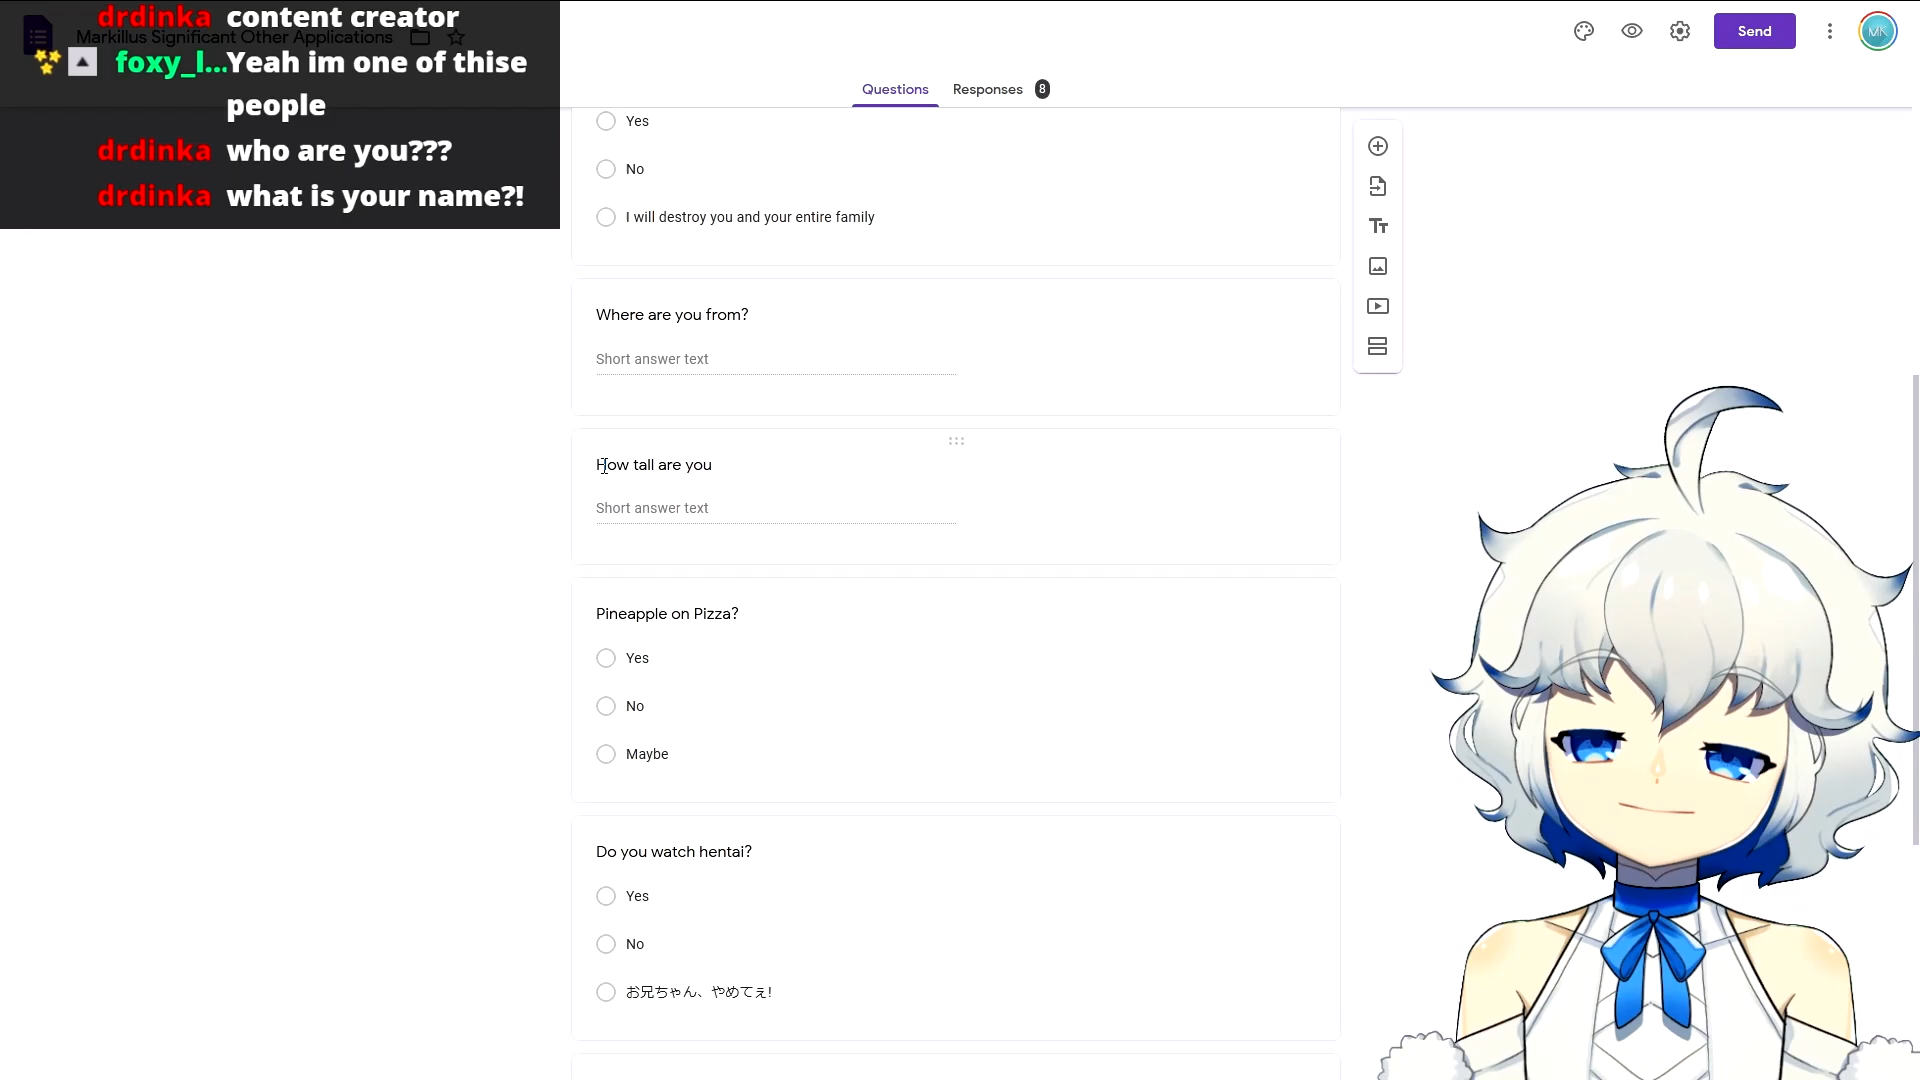 drdinka content creator
Markillus Significant Other Applications
foxy_l...Yeah im one of thise
people
drdinka who are you???
drdinka what is your name?!
Send
MK
Questions
Responses 8
Yes
No
I will destroy you and your entire family
Where are you from?
Short answer text
How tall are you
Short answer text
Pineapple on Pizza?
Yes
No
Maybe
Do you watch hentai?
Yes
No
お兄ちゃん、やめてぇ!